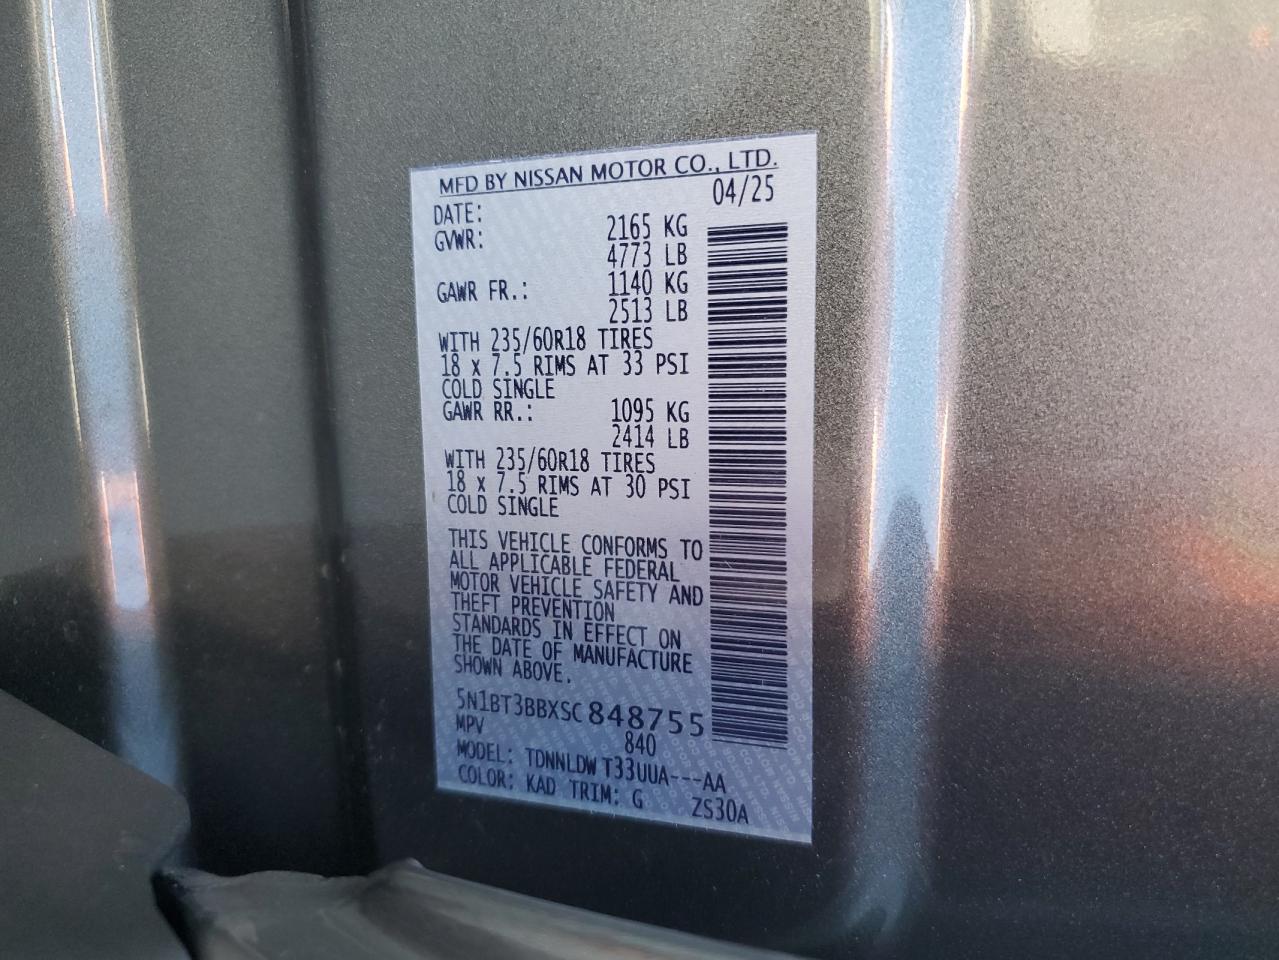 MFD BY NISSAN MOTOR CO., LTD.
DATE: 04/25
GVWR: 2165 KG
4773 LB
GAWR FR.: 1140 KG
2513 LB
WITH 235/60R18 TIRES
18 x 7.5 RIMS AT 33 PSI
COLD SINGLE
GAWR RR.: 1095 KG
2414 LB
WITH 235/60R18 TIRES
18 x 7.5 RIMS AT 30 PSI
COLD SINGLE
THIS VEHICLE CONFORMS TO
ALL APPLICABLE FEDERAL
MOTOR VEHICLE SAFETY AND
THEFT PREVENTION
STANDARDS IN EFFECT ON
THE DATE OF MANUFACTURE
SHOWN ABOVE.
5N1BT3BBXSC848755
MPV 840
MODEL: TDNNLDW T33UUA---AA
COLOR: KAD TRIM: G ZS30A